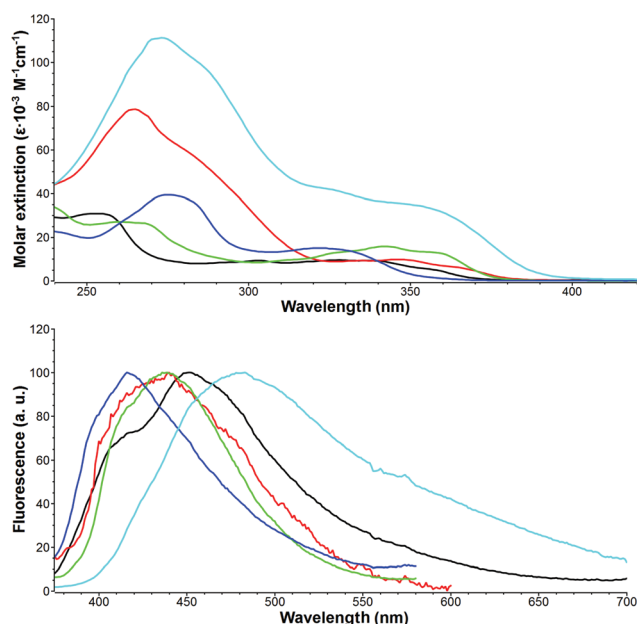 Molar extinction (ε·10⁻³ M⁻¹cm⁻¹)
120
100
80
60
40
20
0
250 300 350 400
Wavelength (nm)
Fluorescence (a. u.)
120
100
80
60
40
20
0
400 450 500 550 600 650 700
Wavelength (nm)